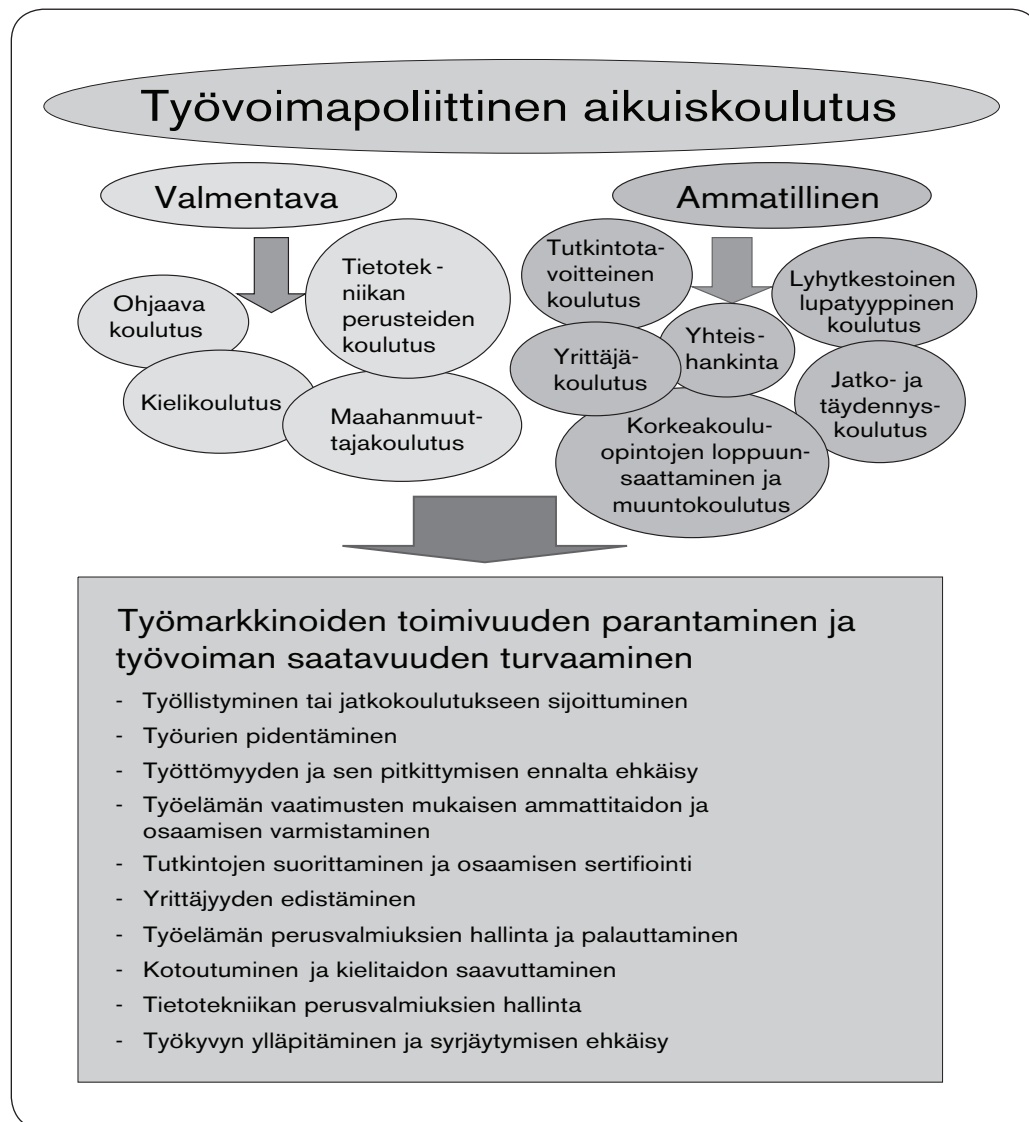 Työvoimapoliittinen aikuiskoulutus
Valmentava
Ohjaava
koulutus
Tietotek -
niikan
perusteiden
koulutus
Kielikoulutus
Maahanmuut-
tajakoulutus
Ammatillinen
Tutkintota-
voitteinen
koulutus
Lyhytkestoinen
lupatyyppinen
koulutus
Yhteis-
hankinta
Yrittäjä-
koulutus
Jatko- ja
täydennys-
koulutus
Korkeakoulu-
opintojen loppuun-
saattaminen ja
muuntokoulutus
Työmarkkinoiden toimivuuden parantaminen ja
työvoiman saatavuuden turvaaminen
- Työllistyminen tai jatkokoulutukseen sijoittuminen
- Työurien pidentäminen
- Työttömyyden ja sen pitkittymisen ennalta ehkäisy
- Työelämän vaatimusten mukaisen ammattitaidon ja
osaamisen varmistaminen
- Tutkintojen suorittaminen ja osaamisen sertifiointi
- Yrittäjyyden edistäminen
- Työelämän perusvalmiuksien hallinta ja palauttaminen
- Kotoutuminen ja kielitaidon saavuttaminen
- Tietotekniikan perusvalmiuksien hallinta
- Työkyvyn ylläpitäminen ja syrjäytymisen ehkäisy